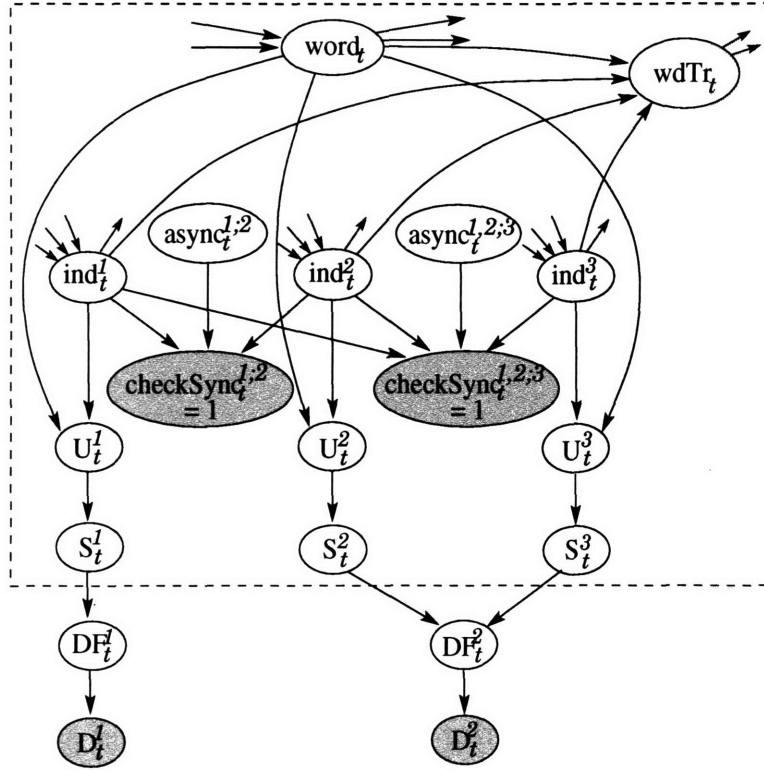 word_t
wdTr_t
async_t^{1;2}
async_t^{1,2;3}
ind_t^1
ind_t^2
ind_t^3
checkSync_t^{1;2}
= 1
checkSync_t^{1,2;3}
= 1
U_t^1
U_t^2
U_t^3
S_t^1
S_t^2
S_t^3
DF_t^1
DF_t^2
D_t^1
D_t^2